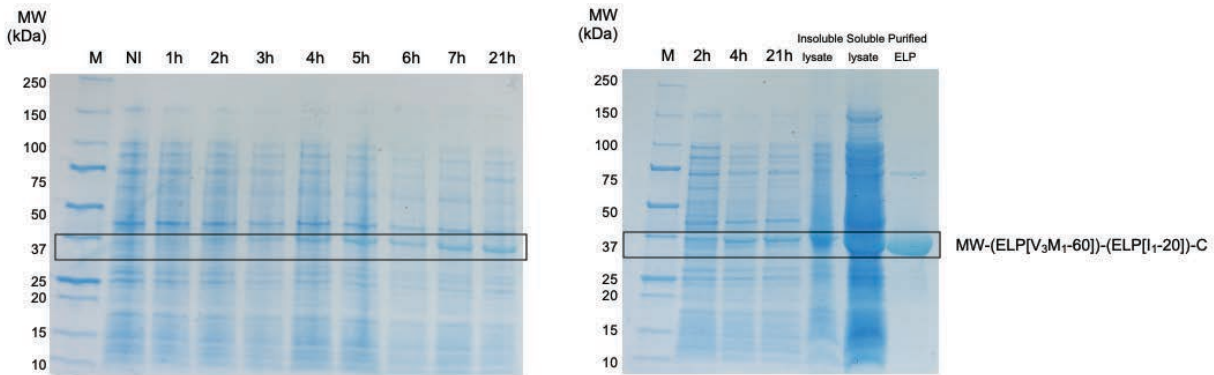 MW
(kDa)
M NI 1h 2h 3h 4h 5h 6h 7h 21h
250
150
100
75
50
37
25
20
15
10
MW
(kDa)
M 2h 4h 21h Insoluble lysate Soluble lysate Purified ELP
250
150
100
75
50
37
25
20
15
10
MW-(ELP[V₃M₁-60])-(ELP[I₁-20])-C